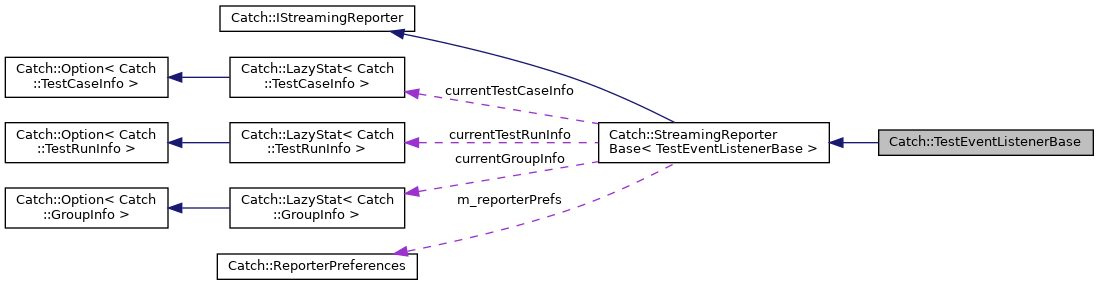 Catch::IStreamingReporter
Catch::Option< Catch
::TestCaseInfo >
Catch::LazyStat< Catch
::TestCaseInfo >
currentTestCaseInfo
Catch::Option< Catch
::TestRunInfo >
Catch::LazyStat< Catch
::TestRunInfo >
currentTestRunInfo
Catch::StreamingReporter
Base< TestEventListenerBase >
Catch::TestEventListenerBase
currentGroupInfo
Catch::Option< Catch
::GroupInfo >
Catch::LazyStat< Catch
::GroupInfo >
m_reporterPrefs
Catch::ReporterPreferences